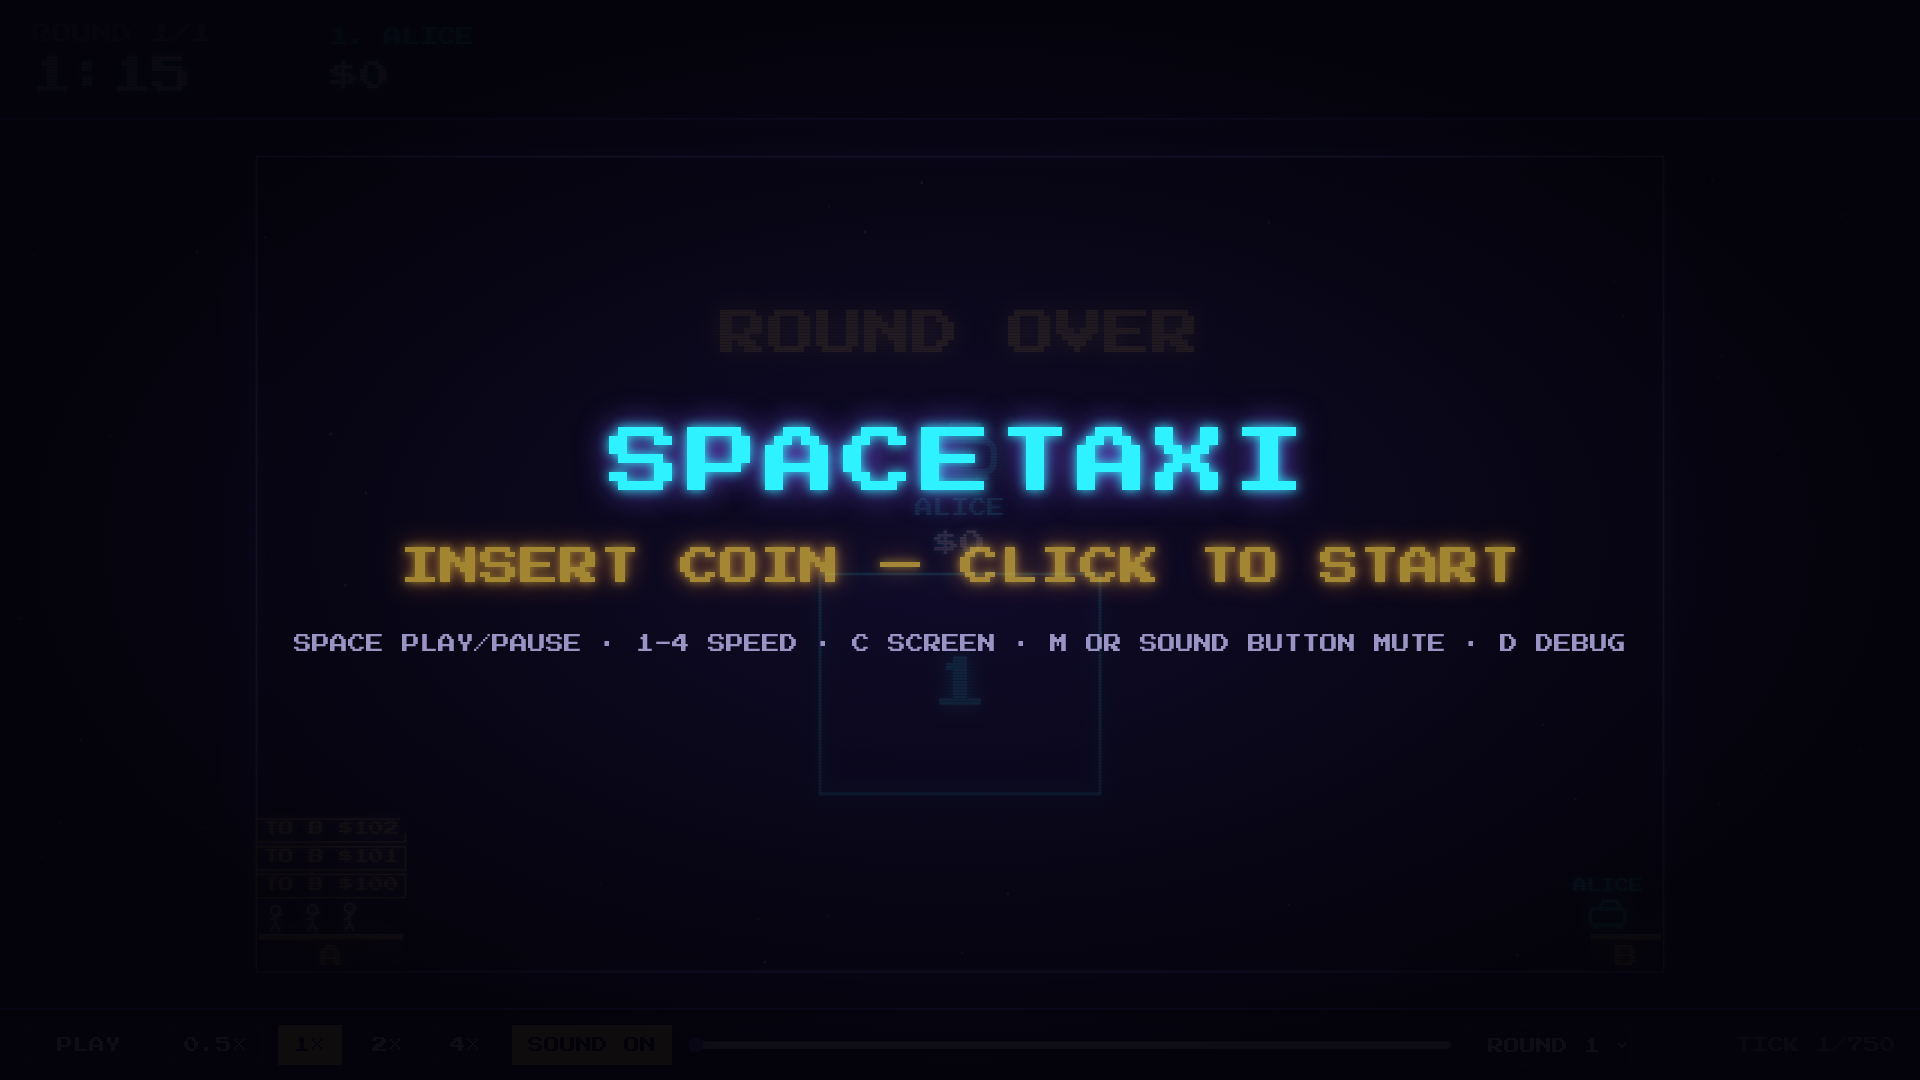 ROUND 1/1
1:15
1. ALICE
$0
ROUND OVER
SPACETAXI
ALICE
$0
INSERT COIN — CLICK TO START
SPACE PLAY/PAUSE · 1-4 SPEED · C SCREEN · M OR SOUND BUTTON MUTE · D DEBUG
1
TO B $102
TO B $101
TO B $100
A
ALICE
B
PLAY 0.5× 1× 2× 4× SOUND ON ROUND 1 TICK 1/750